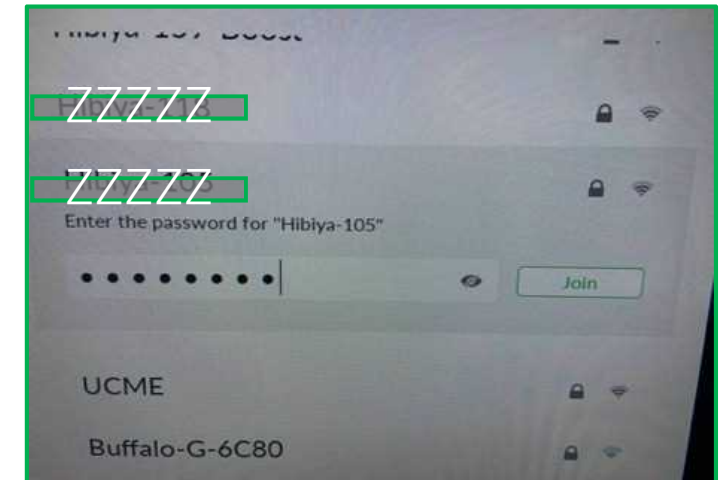 ZZZZZ
ZZZZZ
Enter the password for "Hibiya-105"
Join
UCME
Buffalo-G-6C80